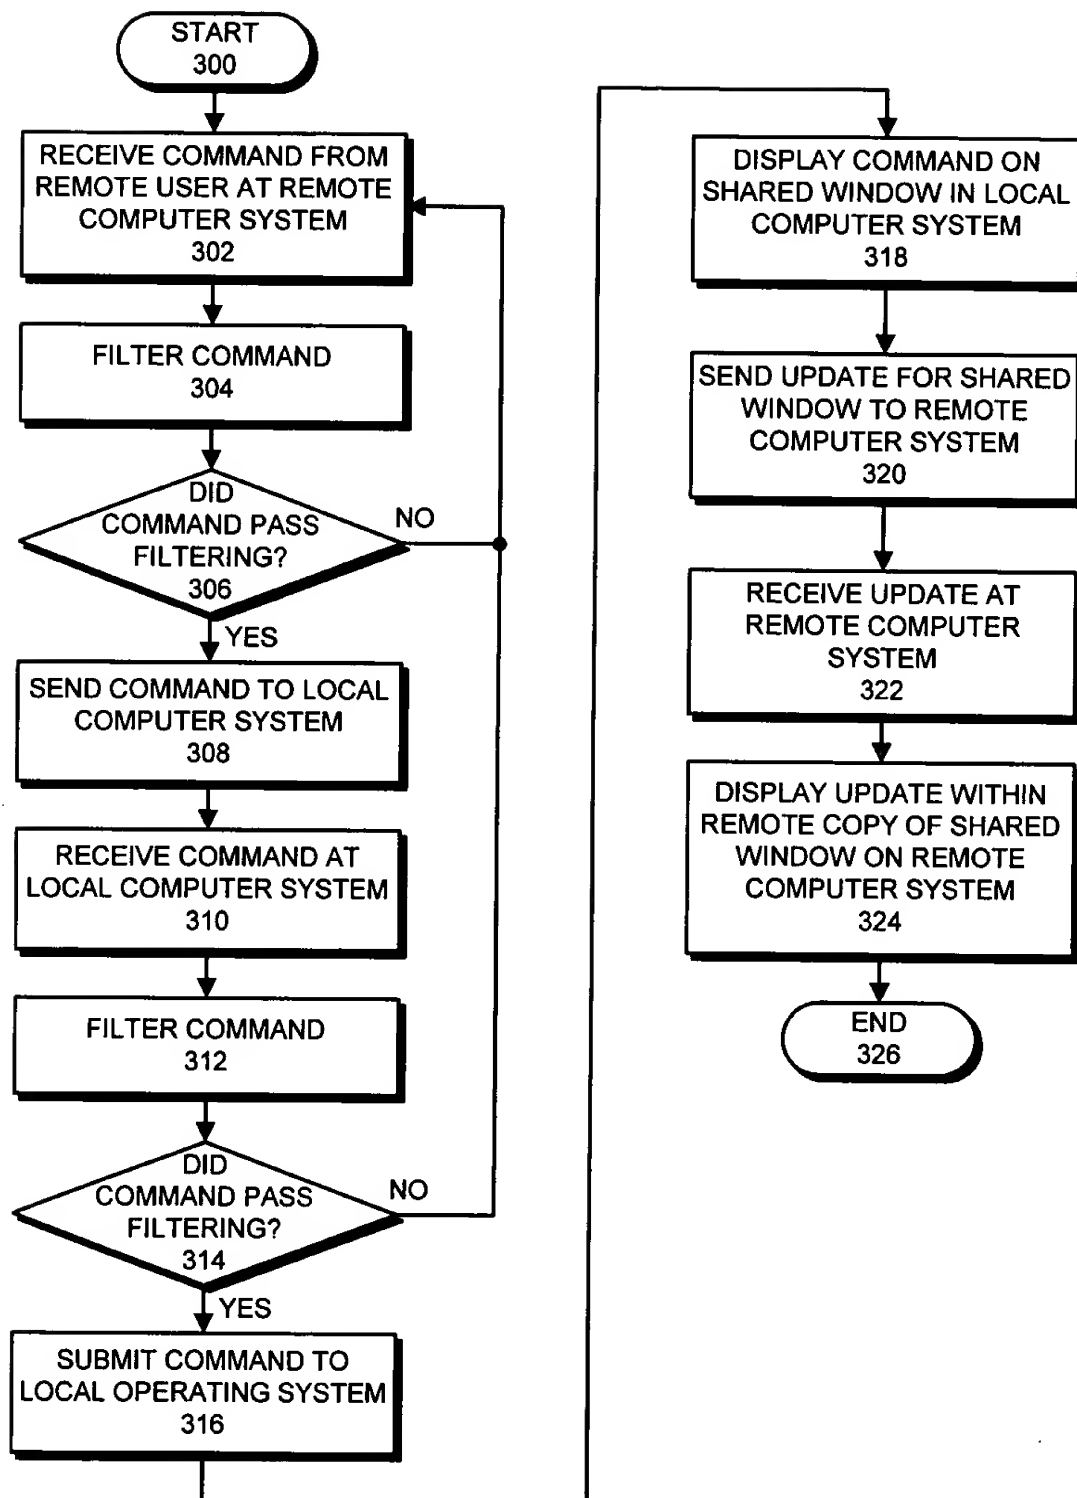 START
300
RECEIVE COMMAND FROM
REMOTE USER AT REMOTE
COMPUTER SYSTEM
302
FILTER COMMAND
304
DID
COMMAND PASS
FILTERING?
306
NO
YES
SEND COMMAND TO LOCAL
COMPUTER SYSTEM
308
RECEIVE COMMAND AT
LOCAL COMPUTER SYSTEM
310
FILTER COMMAND
312
DID
COMMAND PASS
FILTERING?
314
NO
YES
SUBMIT COMMAND TO
LOCAL OPERATING SYSTEM
316
DISPLAY COMMAND ON
SHARED WINDOW IN LOCAL
COMPUTER SYSTEM
318
SEND UPDATE FOR SHARED
WINDOW TO REMOTE
COMPUTER SYSTEM
320
RECEIVE UPDATE AT
REMOTE COMPUTER
SYSTEM
322
DISPLAY UPDATE WITHIN
REMOTE COPY OF SHARED
WINDOW ON REMOTE
COMPUTER SYSTEM
324
END
326